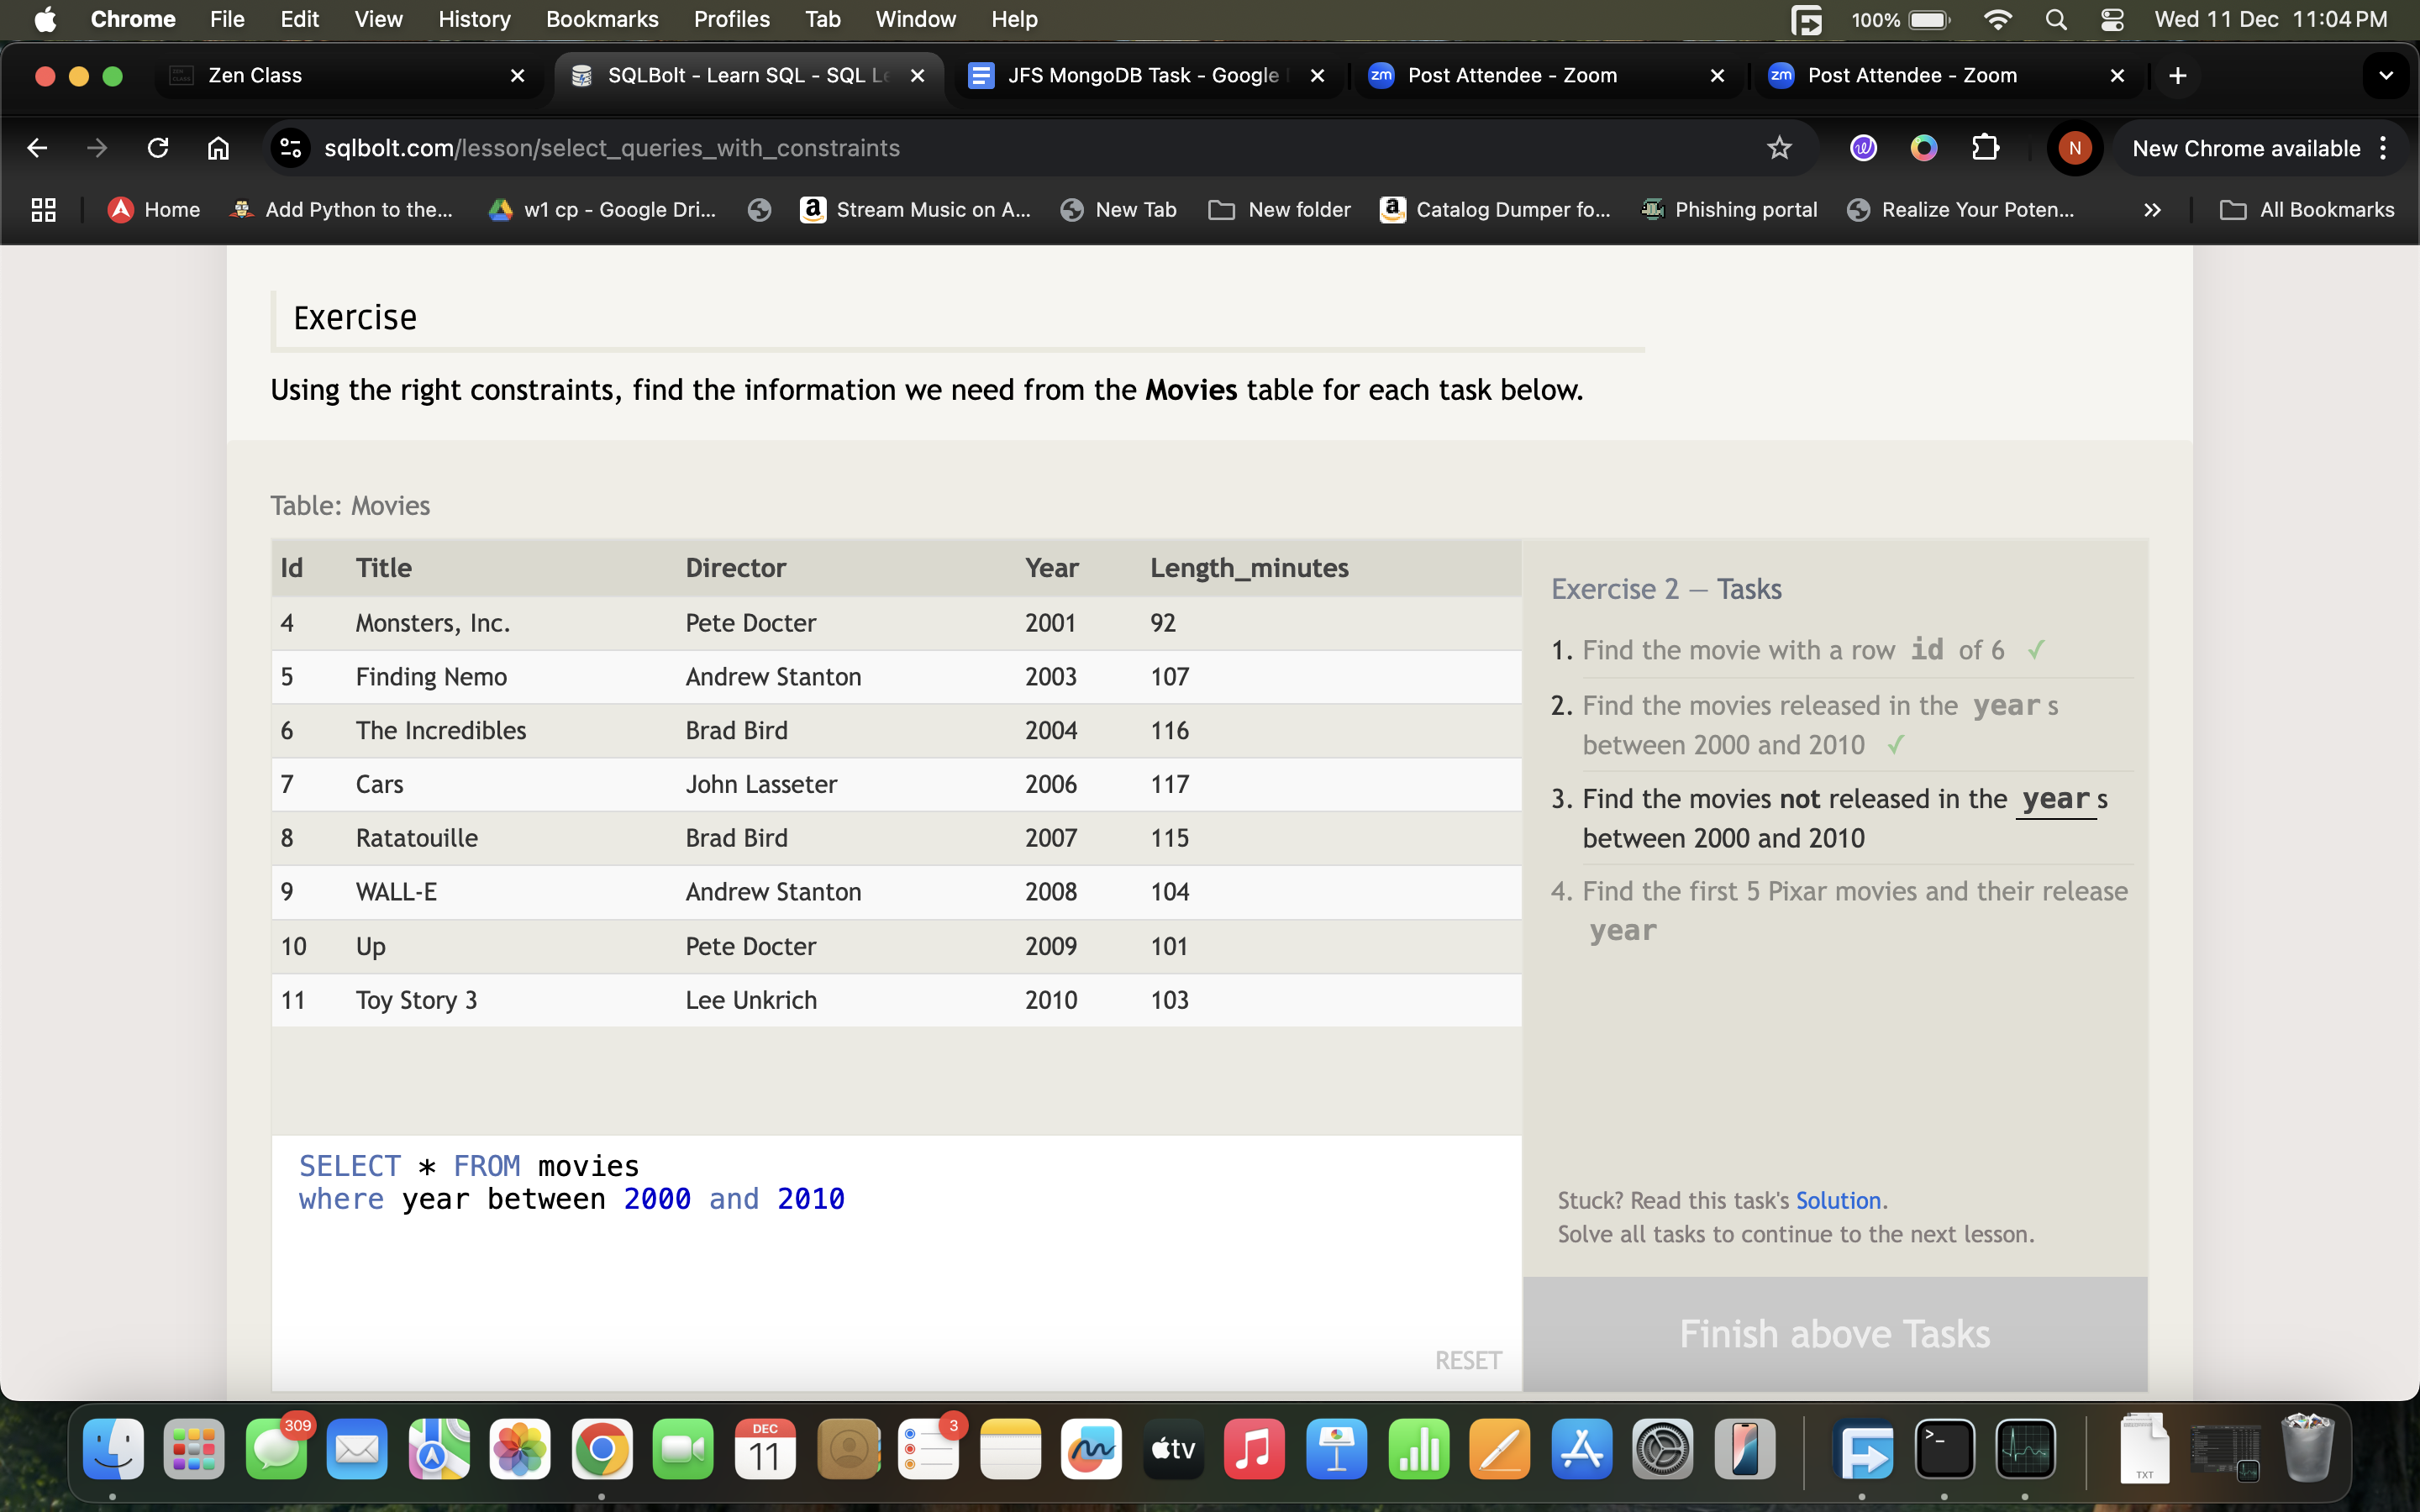 Chrome File Edit View History Bookmarks Profiles Tab Window Help 100% Wed 11 Dec 11:04 PM
Zen Class SQLBolt - Learn SQL - SQL Le JFS MongoDB Task - Google Post Attendee - Zoom Post Attendee - Zoom
sqlbolt.com/lesson/select_queries_with_constraints N New Chrome available
Home Add Python to the... w1 cp - Google Dri... Stream Music on A... New Tab New folder Catalog Dumper fo... Phishing portal Realize Your Poten... All Bookmarks
Exercise
Using the right constraints, find the information we need from the Movies table for each task below.
Table: Movies
Id Title Director Year Length_minutes
4 Monsters, Inc. Pete Docter 2001 92
5 Finding Nemo Andrew Stanton 2003 107
6 The Incredibles Brad Bird 2004 116
7 Cars John Lasseter 2006 117
8 Ratatouille Brad Bird 2007 115
9 WALL-E Andrew Stanton 2008 104
10 Up Pete Docter 2009 101
11 Toy Story 3 Lee Unkrich 2010 103
SELECT * FROM movies
where year between 2000 and 2010
RESET
Exercise 2 — Tasks
1. Find the movie with a row id of 6 ✓
2. Find the movies released in the year s
between 2000 and 2010 ✓
3. Find the movies not released in the year s
between 2000 and 2010
4. Find the first 5 Pixar movies and their release
year
Stuck? Read this task's Solution.
Solve all tasks to continue to the next lesson.
Finish above Tasks
309 DEC 3
11 tv
TXT